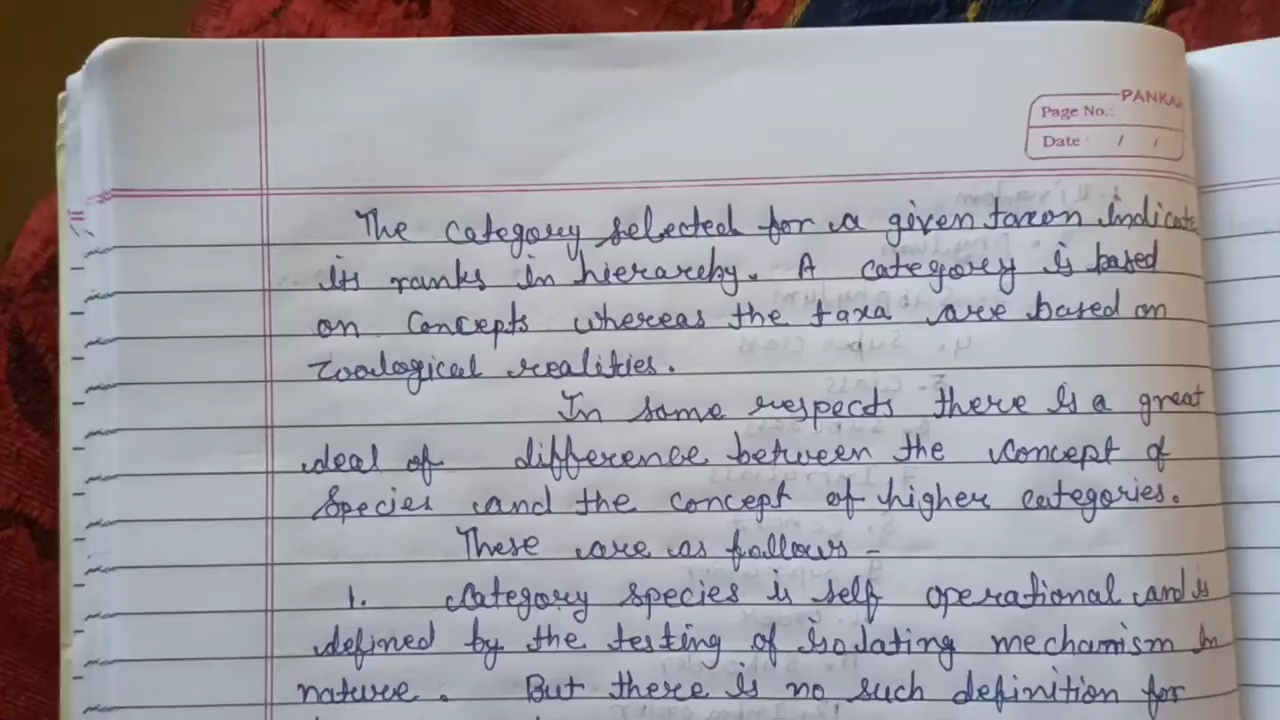 PANKAJ
Page No.:
Date / /
The category selected for a given taxon indicate
its ranks in hierarchy. A category is based
on concepts whereas the taxa are based on
zoological realities.
In some respects there is a great
deal of difference between the concept of
species and the concept of higher categories.
These are as follows -
1. Category species is self operational and is
defined by the testing of isolating mechanism in
nature. But there is no such definition for